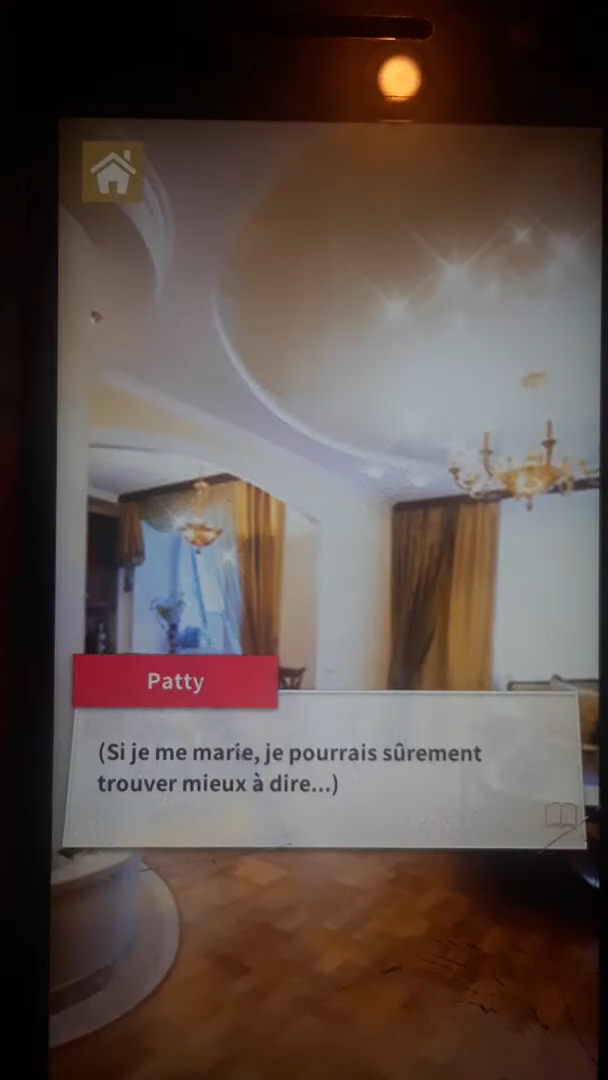 Patty
(Si je me marie, je pourrais sûrement
trouver mieux à dire...)